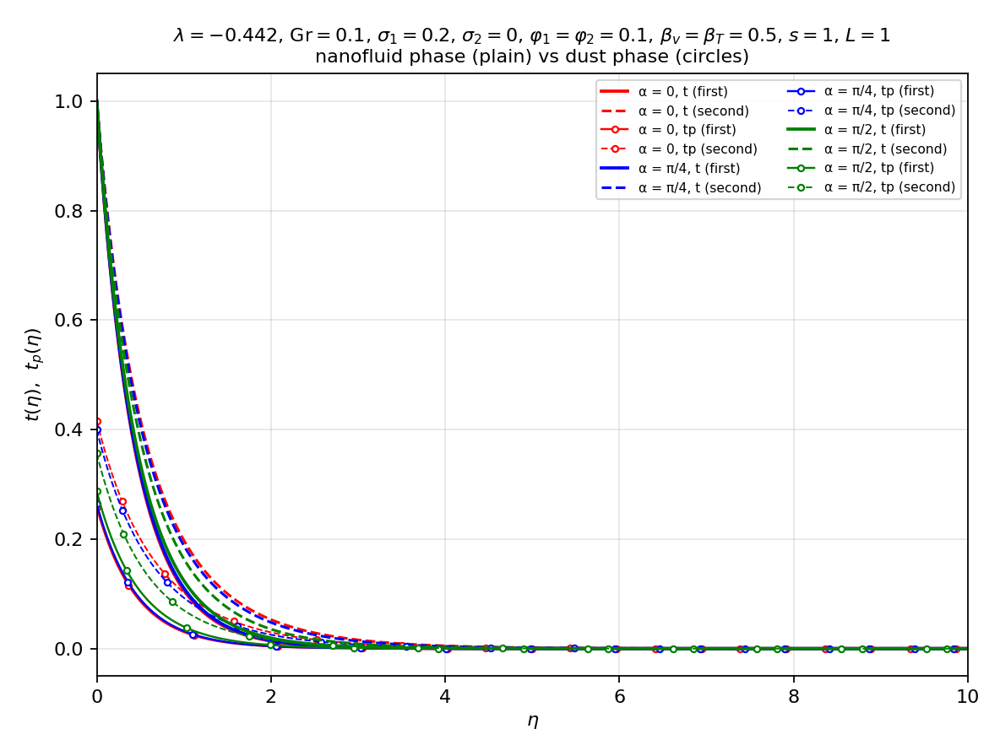 λ = −0.442, Gr = 0.1, σ₁ = 0.2, σ₂ = 0, φ₁ = φ₂ = 0.1, βᵥ = β_T = 0.5, s = 1, L = 1
nanofluid phase (plain) vs dust phase (circles)
α = 0, t (first)
α = 0, t (second)
α = 0, tp (first)
α = 0, tp (second)
α = π/4, t (first)
α = π/4, t (second)
α = π/4, tp (first)
α = π/4, tp (second)
α = π/2, t (first)
α = π/2, t (second)
α = π/2, tp (first)
α = π/2, tp (second)
t(η), t_p(η)
1.0
0.8
0.6
0.4
0.2
0.0
0 2 4 6 8 10
η